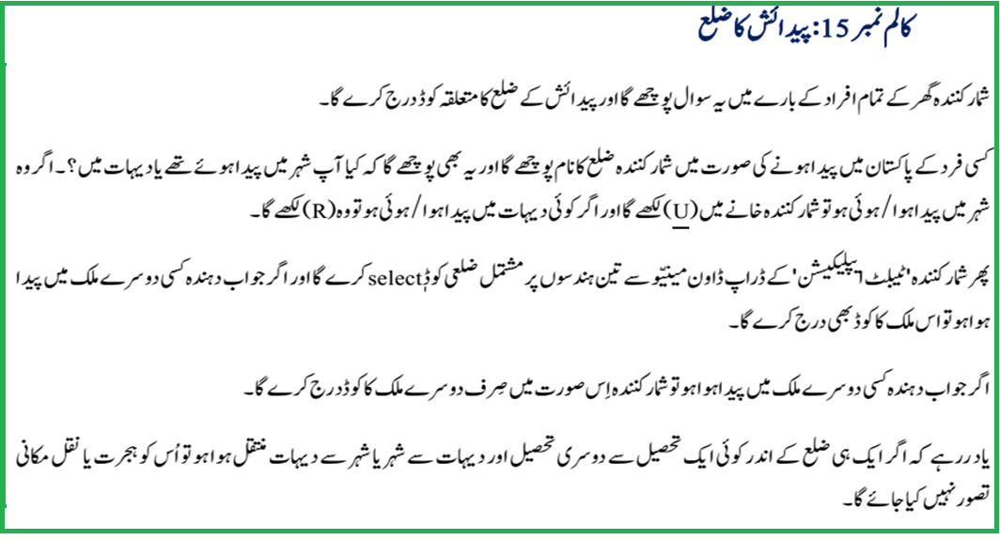 کالم نمبر 15: پیدائش کا ضلع
شمار کنندہ گھر کے تمام افراد کے بارے میں یہ سوال پوچھے گا اور پیدائش کے ضلع کا متعلقہ کوڈ درج کرے گا۔
کسی فرد کے پاکستان میں پیدا ہونے کی صورت میں شمار کنندہ ضلع کا نام پوچھے گا اور یہ بھی پوچھے گا کہ کیا آپ شہر میں پیدا ہوئے تھے یا دیہات میں؟۔ اگر وہ
شہر میں پیدا ہوا/ہوئی ہو تو شمار کنندہ خانے میں (U) لکھے گا اور اگر کوئی دیہات میں پیدا ہوا/ہوئی ہو تو وہ (R) لکھے گا۔
پھر شمار کنندہ 'ٹیبلٹ ایپلیکیشن' کے ڈراپ ڈاون مینیّو سے تین ہندسوں پر مشتمل ضلعی کوڈ select کرے گا اور اگر جواب دہندہ کسی دوسرے ملک میں پیدا
ہوا ہو تو اس ملک کا کوڈ بھی درج کرے گا۔
اگر جواب دہندہ کسی دوسرے ملک میں پیدا ہوا ہو تو شمار کنندہ اِس صورت میں صِرف دوسرے ملک کا کوڈ درج کرے گا۔
یاد ررہے کہ اگر ایک ہی ضلع کے اندر کوئی ایک تحصیل سے دوسری تحصیل اور دیہات سے شہر یا شہر سے دیہات منتقل ہوا ہو تو اُس کو ہجرت یا نقل مکانی
تصور نہیں کیا جائے گا۔